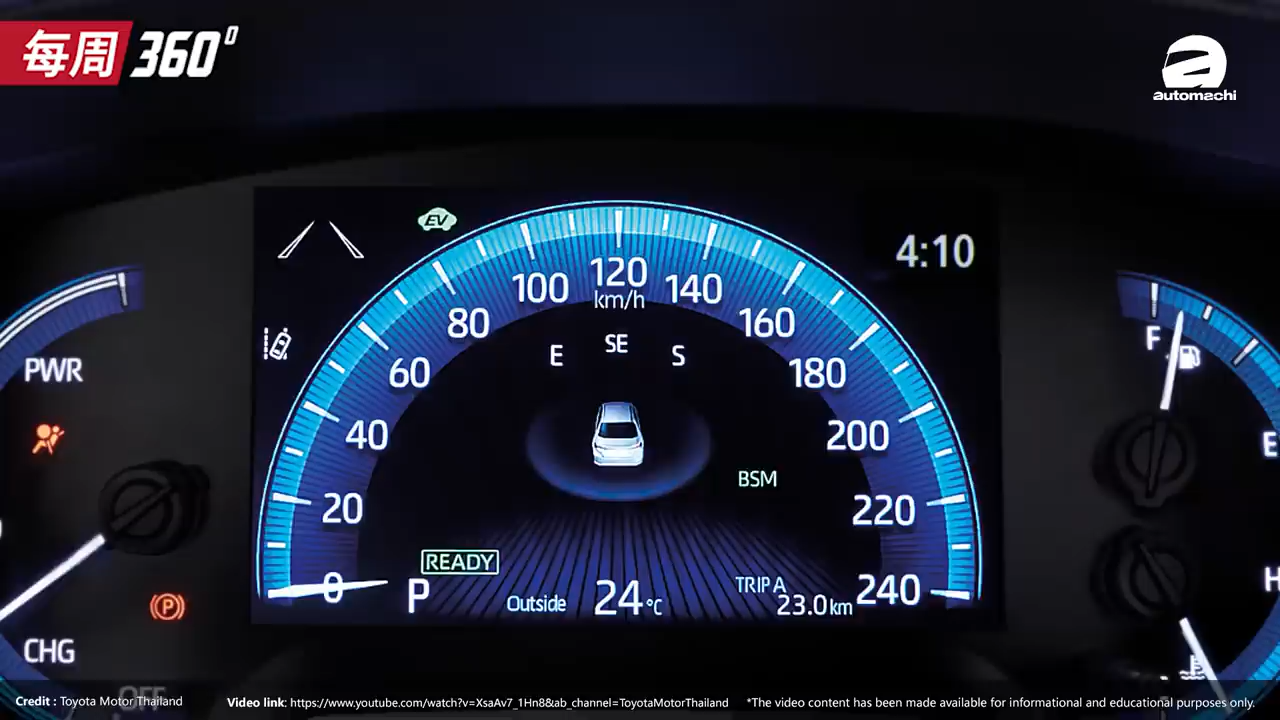 每周 360°
automachi
EV
4:10
100 120 140
km/h
80 160
60 180
40 200
20 220
0 240
E SE S
BSM
PWR
F
E
H
READY
P
P
Outside 24°C
TRIP A
23.0km
CHG
OFF
Credit : Toyota Motor Thailand
Video link: https://www.youtube.com/watch?v=XsaAv7_1Hn8&ab_channel=ToyotaMotorThailand
*The video content has been made available for informational and educational purposes only.